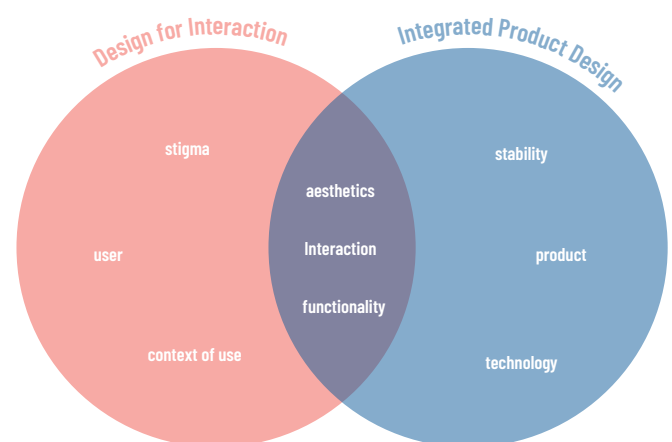 Design for Interaction
Integrated Product Design
stigma
user
context of use
aesthetics
Interaction
functionality
stability
product
technology